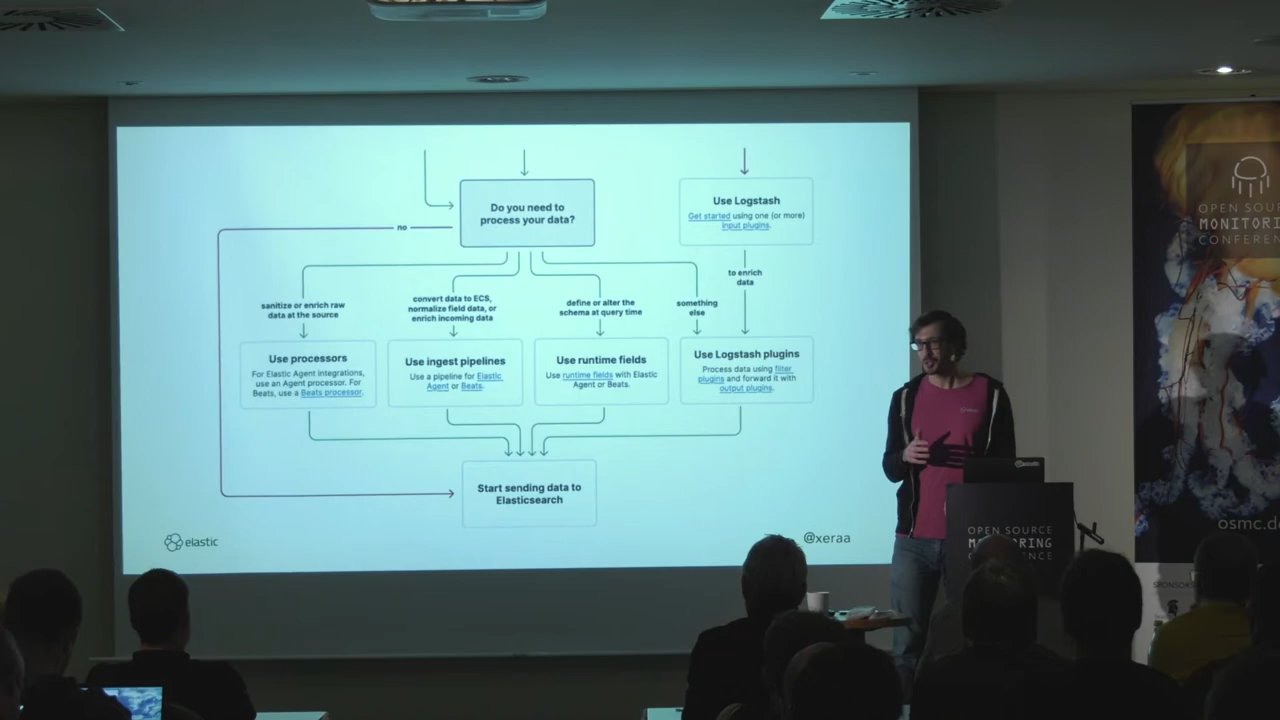 Do you need to
process your data?
Use Logstash
Get started using one (or more)
input plugins.
no
to enrich
data
sanitize or enrich raw
data at the source
convert data to ECS,
normalize field data, or
enrich incoming data
define or alter the
schema at query time
something
else
Use processors
For Elastic Agent integrations,
use an Agent processor. For
Beats, use a Beats processor.
Use ingest pipelines
Use a pipeline for Elastic
Agent or Beats.
Use runtime fields
Use runtime fields with Elastic
Agent or Beats.
Use Logstash plugins
Process data using filter
plugins and forward it with
output plugins.
Start sending data to
Elasticsearch
elastic
@xeraa
OPEN SOURCE
OPEN
MONITORING
osmc.de